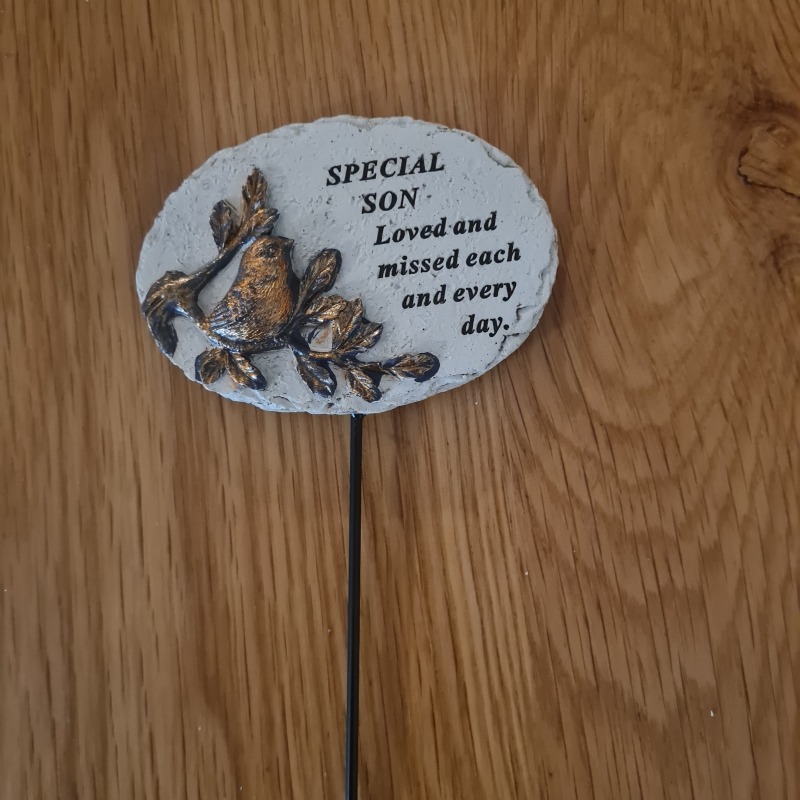 SPECIAL
SON
Loved and
missed each
and every
day.